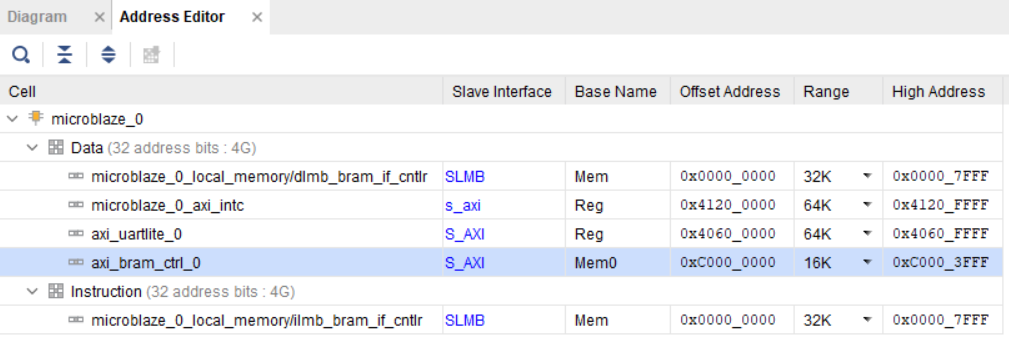 Diagram × Address Editor ×
Cell Slave Interface Base Name Offset Address Range High Address
microblaze_0
Data (32 address bits : 4G)
microblaze_0_local_memory/dlmb_bram_if_cntlr SLMB Mem 0x0000_0000 32K 0x0000_7FFF
microblaze_0_axi_intc s_axi Reg 0x4120_0000 64K 0x4120_FFFF
axi_uartlite_0 S_AXI Reg 0x4060_0000 64K 0x4060_FFFF
axi_bram_ctrl_0 S_AXI Mem0 0xC000_0000 16K 0xC000_3FFF
Instruction (32 address bits : 4G)
microblaze_0_local_memory/ilmb_bram_if_cntlr SLMB Mem 0x0000_0000 32K 0x0000_7FFF